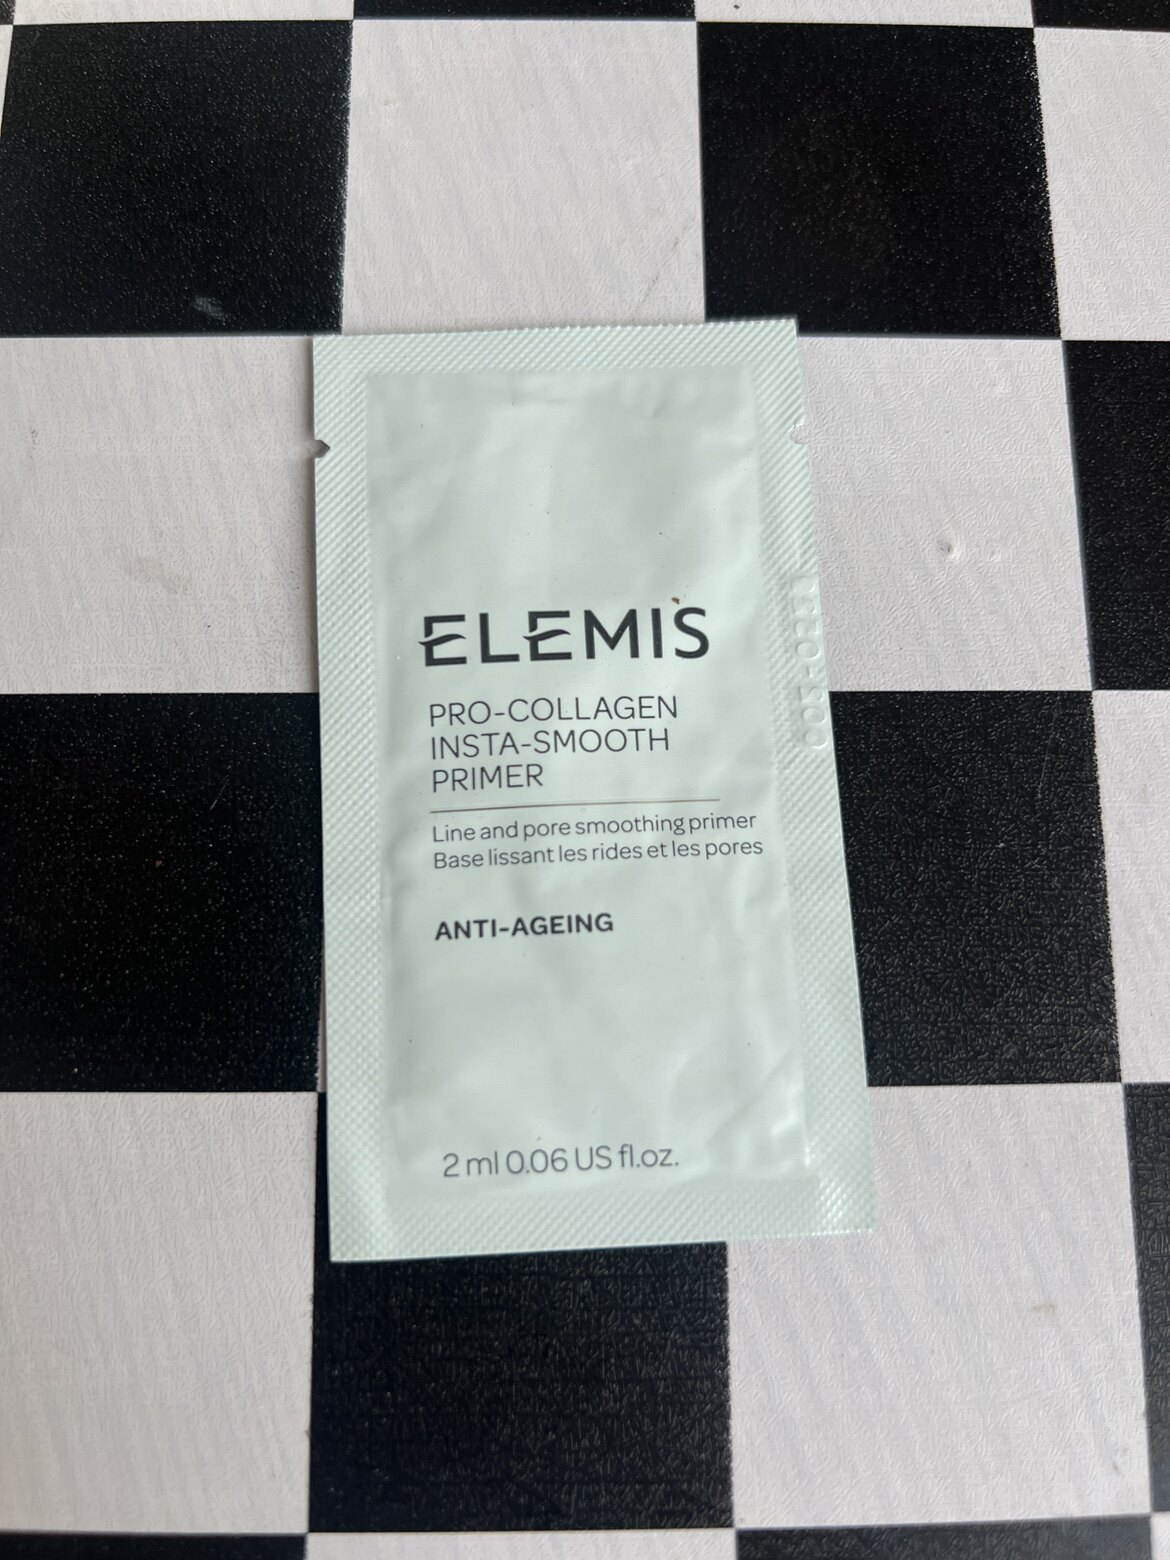 ELEMIS
PRO-COLLAGEN
INSTA-SMOOTH
PRIMER
Line and pore smoothing primer
Base lissant les rides et les pores
ANTI-AGEING
2 ml 0.06 US fl.oz.